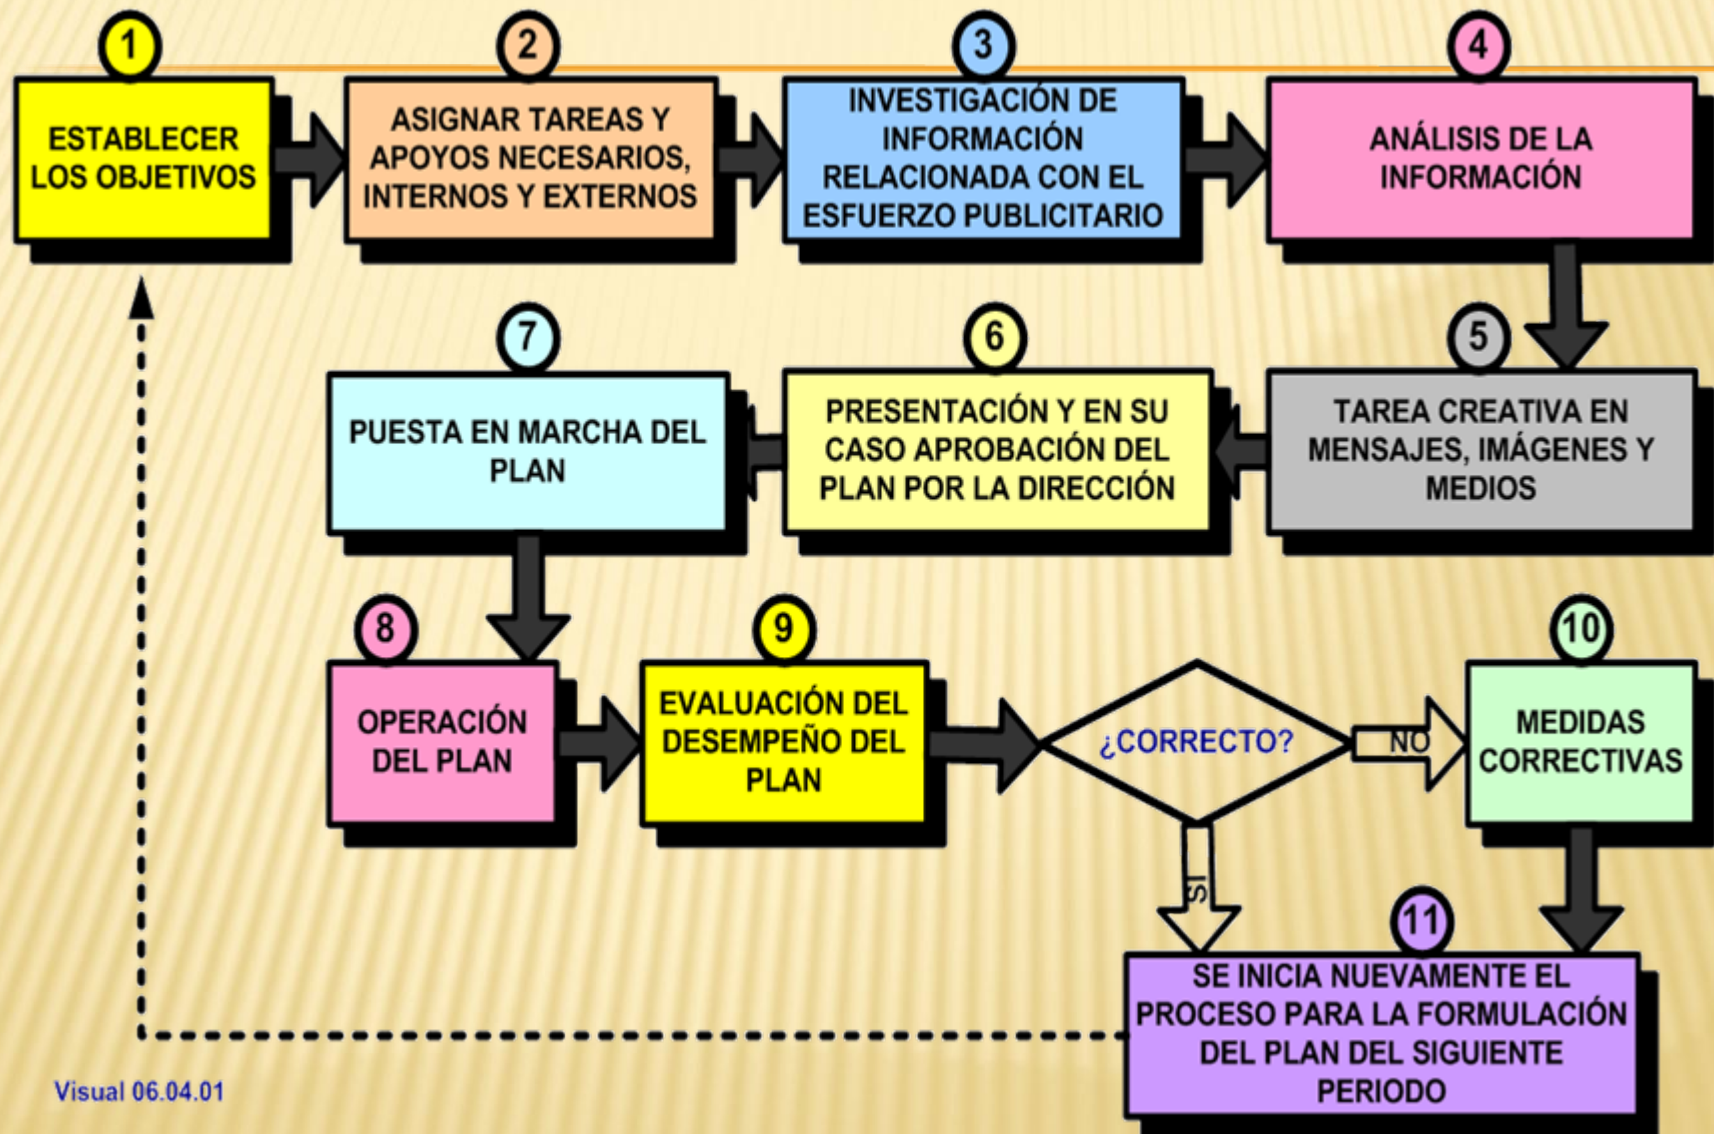 1
ESTABLECER
LOS OBJETIVOS
2
ASIGNAR TAREAS Y
APOYOS NECESARIOS,
INTERNOS Y EXTERNOS
3
INVESTIGACIÓN DE
INFORMACIÓN
RELACIONADA CON EL
ESFUERZO PUBLICITARIO
4
ANÁLISIS DE LA
INFORMACIÓN
5
TAREA CREATIVA EN
MENSAJES, IMÁGENES Y
MEDIOS
6
PRESENTACIÓN Y EN SU
CASO APROBACIÓN DEL
PLAN POR LA DIRECCIÓN
7
PUESTA EN MARCHA DEL
PLAN
8
OPERACIÓN
DEL PLAN
9
EVALUACIÓN DEL
DESEMPEÑO DEL
PLAN
¿CORRECTO?
NO
10
MEDIDAS
CORRECTIVAS
SI
11
SE INICIA NUEVAMENTE EL
PROCESO PARA LA FORMULACIÓN
DEL PLAN DEL SIGUIENTE
PERIODO
Visual 06.04.01